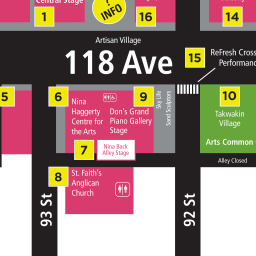 Central Stage
?
INFO
1
16
14
Artisan Village
118 Ave
15
ReFresh Cross
Performanc
5
6
Nina
Haggerty
Centre for
the Arts
9
Don's Grand
Piano Gallery
Stage
Sky Life
Sand Sculptors
10
Takwakin
Village
Arts Common
7
Nina Back
Alley Stage
Alley Closed
8
St. Faith's
Anglican
Church
93 St
92 St